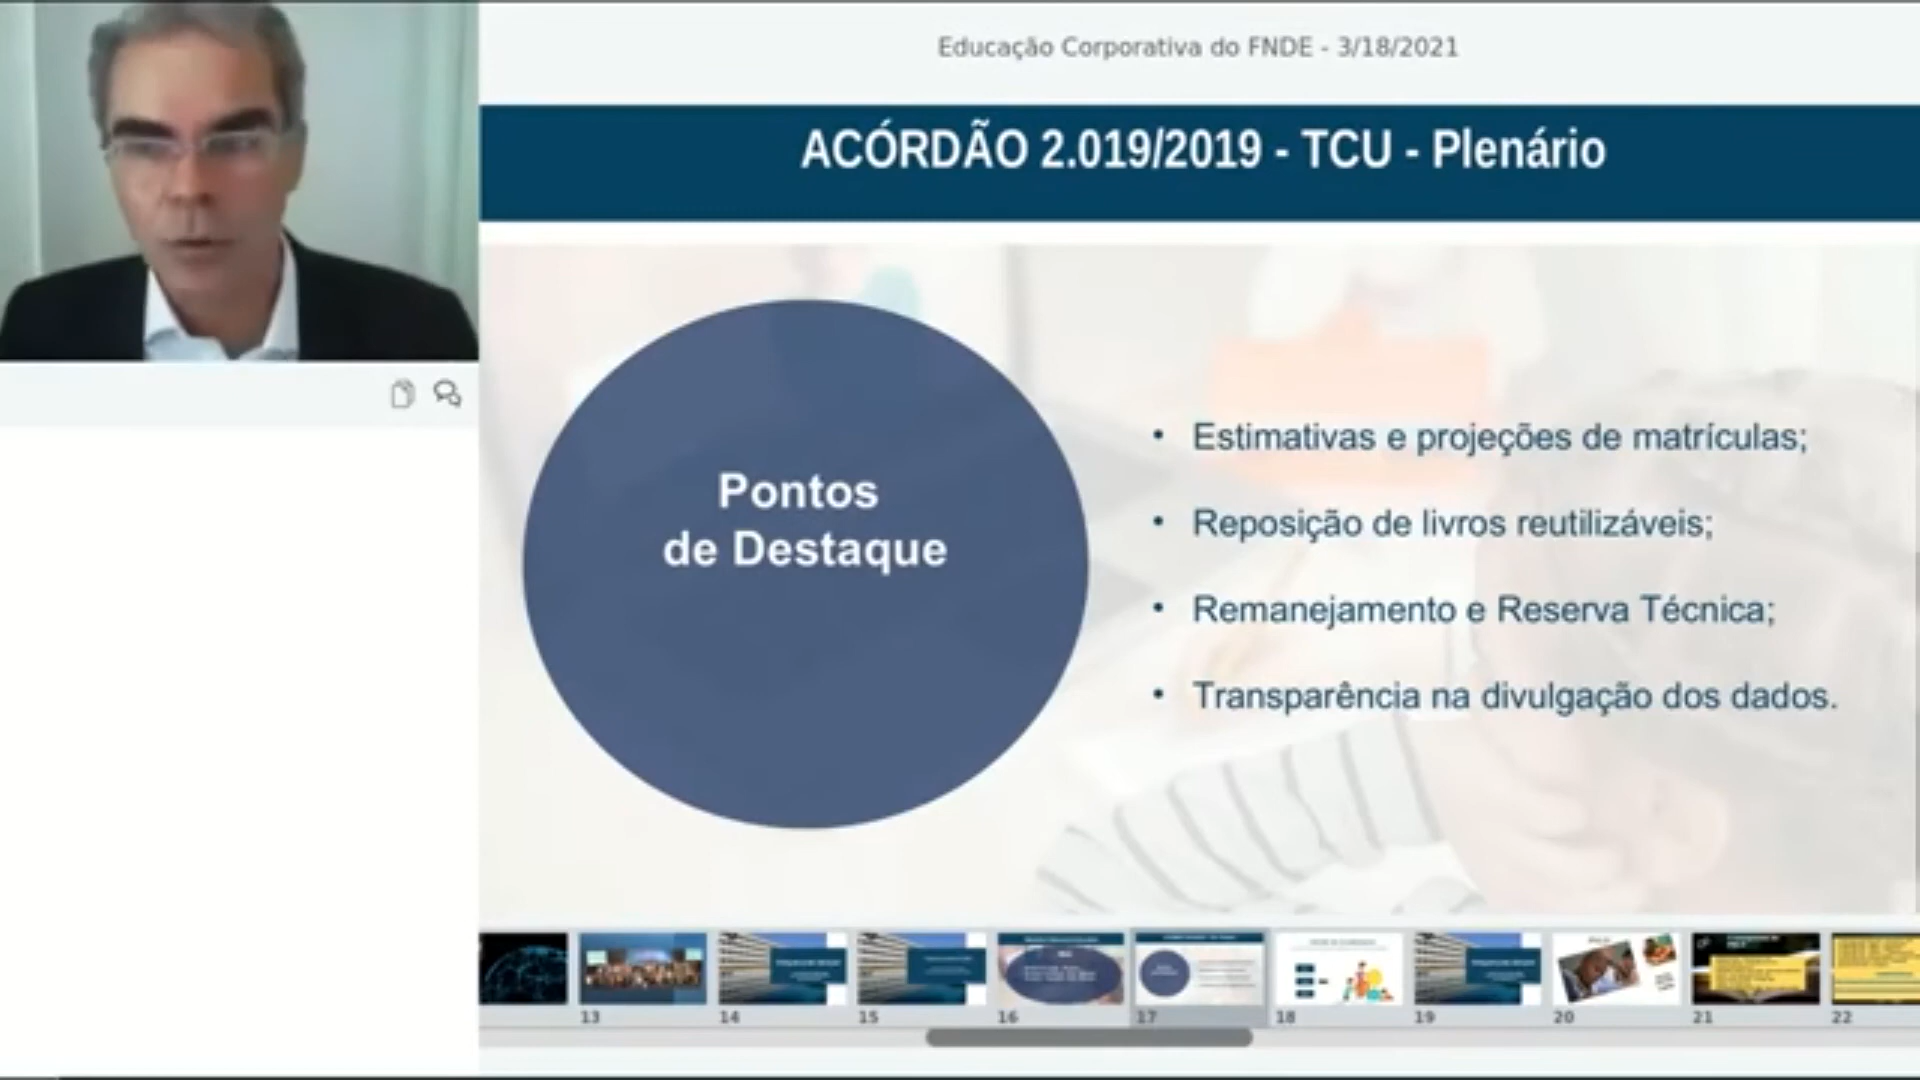 Educação Corporativa do FNDE - 3/18/2021
ACÓRDÃO 2.019/2019 - TCU - Plenário
Pontos
de Destaque
• Estimativas e projeções de matrículas;
• Reposição de livros reutilizáveis;
• Remanejamento e Reserva Técnica;
• Transparência na divulgação dos dados.
13 14 15 16 17 18 19 20 21 22